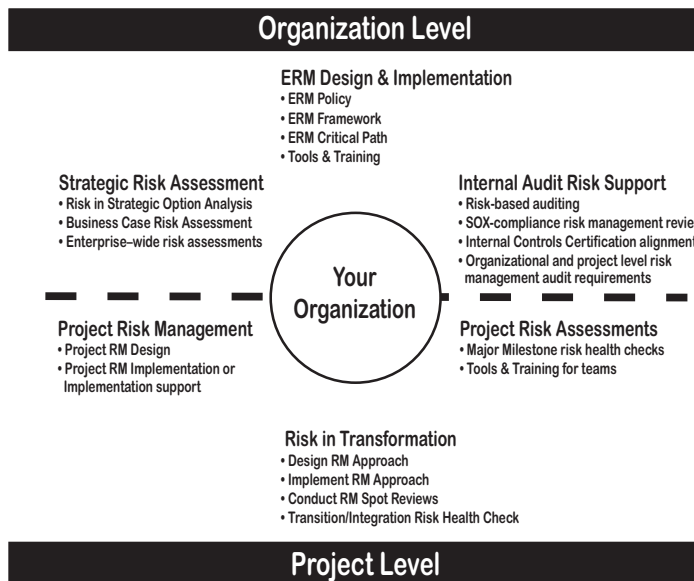 Organization Level
ERM Design & Implementation
• ERM Policy
• ERM Framework
• ERM Critical Path
• Tools & Training
Strategic Risk Assessment
• Risk in Strategic Option Analysis
• Business Case Risk Assessment
• Enterprise–wide risk assessments
Internal Audit Risk Support
• Risk-based auditing
• SOX-compliance risk management revie
• Internal Controls Certification alignment
• Organizational and project level risk
management audit requirements
Your
Organization
Project Risk Management
• Project RM Design
• Project RM Implementation or
Implementation support
Project Risk Assessments
• Major Milestone risk health checks
• Tools & Training for teams
Risk in Transformation
• Design RM Approach
• Implement RM Approach
• Conduct RM Spot Reviews
• Transition/Integration Risk Health Check
Project Level